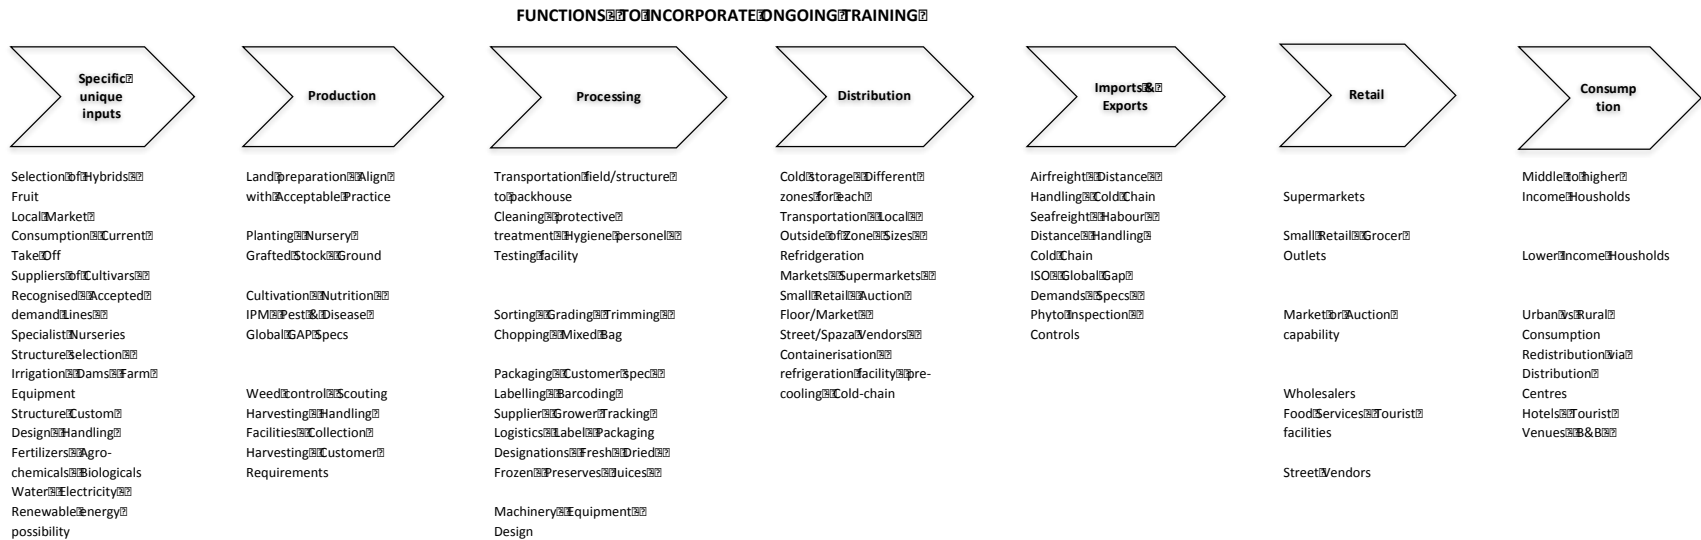 FUNCTIONS TO INCORPORATE ONGOING TRAINING
Specific
unique
inputs
Selection of Hybrids
Fruit
Local Market
Consumption Current
Take Off
Suppliers of Cultivars
Recognised Accepted
demand Lines
Specialist Nurseries
Structure selection
Irrigation Dams Farm
Equipment
Structure Custom
Design Handling
Fertilizers Agro-
chemicals Biologicals
Water Electricity
Renewable energy
possibility
Production
Land preparation Align
with Acceptable Practice
Planting Nursery
Grafted Stock Ground
Cultivation Nutrition
IPM Pest & Disease
Global GAP Specs
Weed control Scouting
Harvesting Handling
Facilities Collection
Harvesting Customer
Requirements
Processing
Transportation field/structure
to packhouse
Cleaning protective
treatment Hygiene personel
Testing facility
Sorting Grading Trimming
Chopping Mixed Bag
Packaging Customer spec
Labelling Barcoding
Supplier Grower Tracking
Logistics Label Packaging
Designations Fresh Dried
Frozen Preserves Juices
Machinery Equipment
Design
Distribution
Cold storage Different
zones for each
Transportation Local
Outside of Zone Sizes
Refridgeration
Markets Supermarkets
Small Retail Auction
Floor/Market
Street/Spaza Vendors
Containerisation
refrigeration facility pre-
cooling Cold-chain
Imports &
Exports
Airfreight Distance
Handling Cold Chain
Seafreight Habour
Distance Handling
Cold Chain
ISO Global Gap
Demands Specs
Phyto Inspection
Controls
Retail
Supermarkets
Small Retail Grocer
Outlets
Market or Auction
capability
Wholesalers
Food Services Tourist
facilities
Street Vendors
Consump
tion
Middle to higher
Income Housholds
Lower Income Housholds
Urban vs Rural
Consumption
Redistribution via
Distribution
Centres
Hotels Tourist
Venues B&B